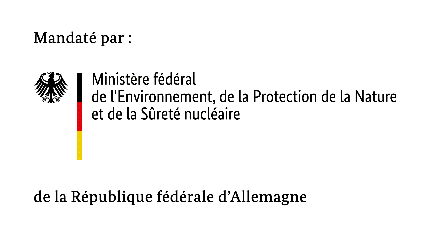 Mandaté par :
Ministère fédéral
de l'Environnement, de la Protection de la Nature
et de la Sûreté nucléaire
de la République fédérale d’Allemagne